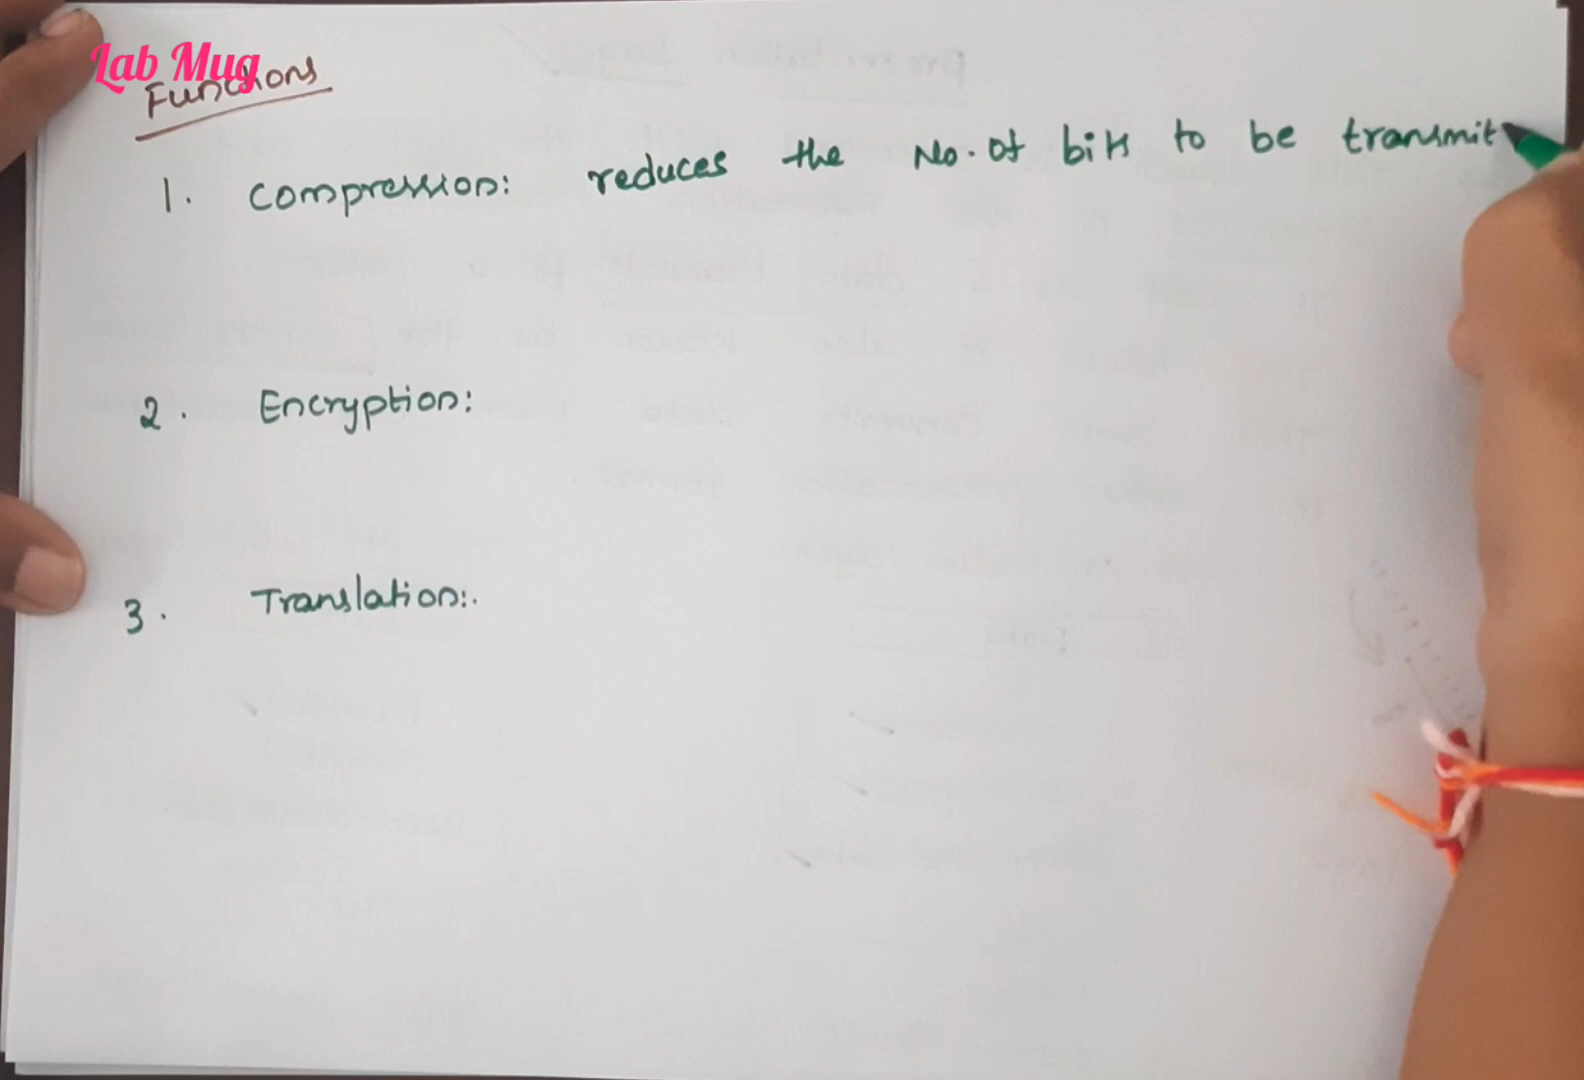 Lab Mug
Functions
1. Compression: reduces the No. of bits to be transmit
2. Encryption:
3. Translation:.